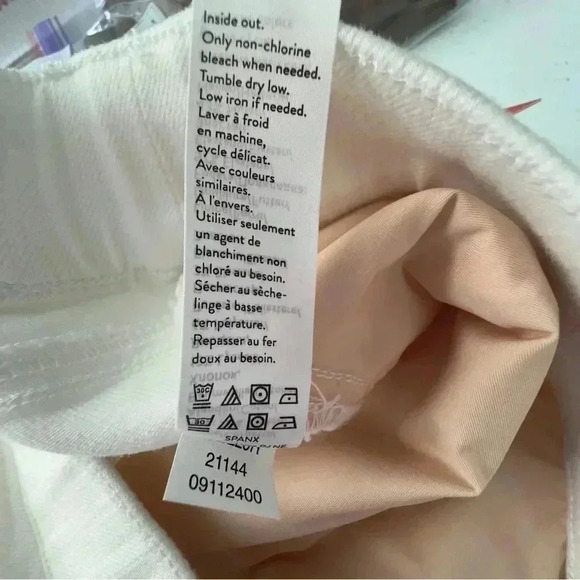 Inside out.
Only non-chlorine
bleach when needed.
Tumble dry low.
Low iron if needed.
Laver à froid
en machine,
cycle délicat.
Avec couleurs
similaires.
À l'envers.
Utiliser seulement
un agent de
blanchiment non
chloré au besoin.
Sécher au sèche-
linge à basse
température.
Repasser au fer
doux au besoin.
30C
SPANX
21144
09112400